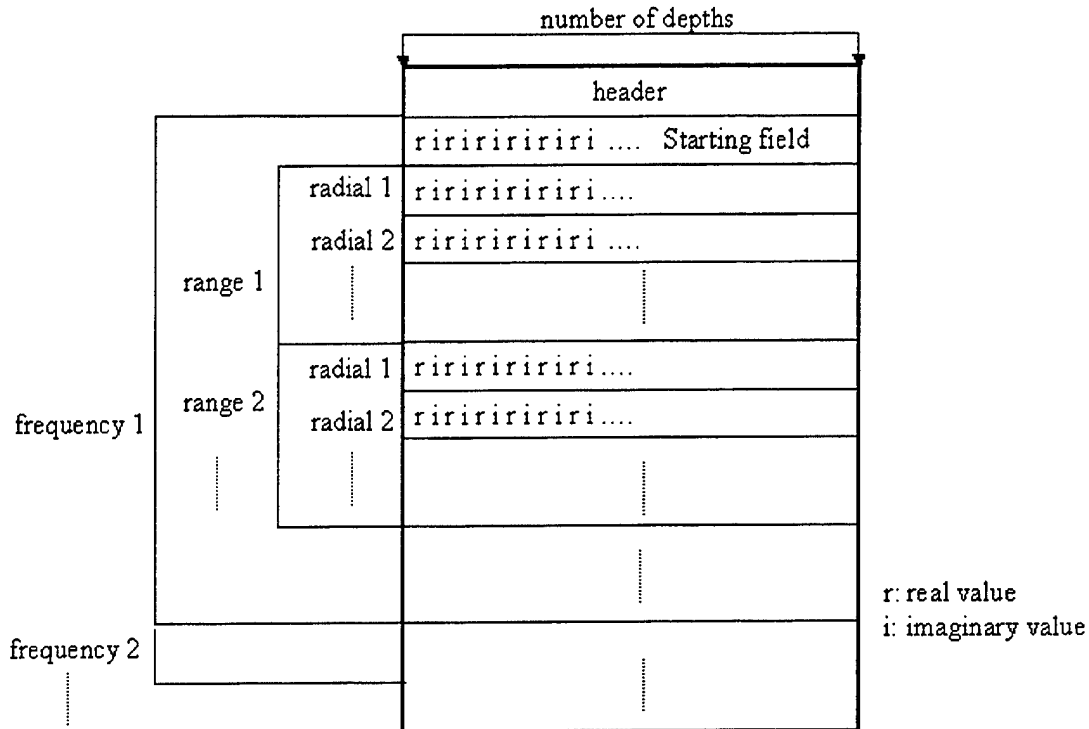 number of depths
header
r i r i r i r i r i r i .... Starting field
radial 1 r i r i r i r i r i r i ....
radial 2 r i r i r i r i r i r i ....
range 1
radial 1 r i r i r i r i r i r i ....
range 2
radial 2 r i r i r i r i r i r i ....
frequency 1
r: real value
i: imaginary value
frequency 2